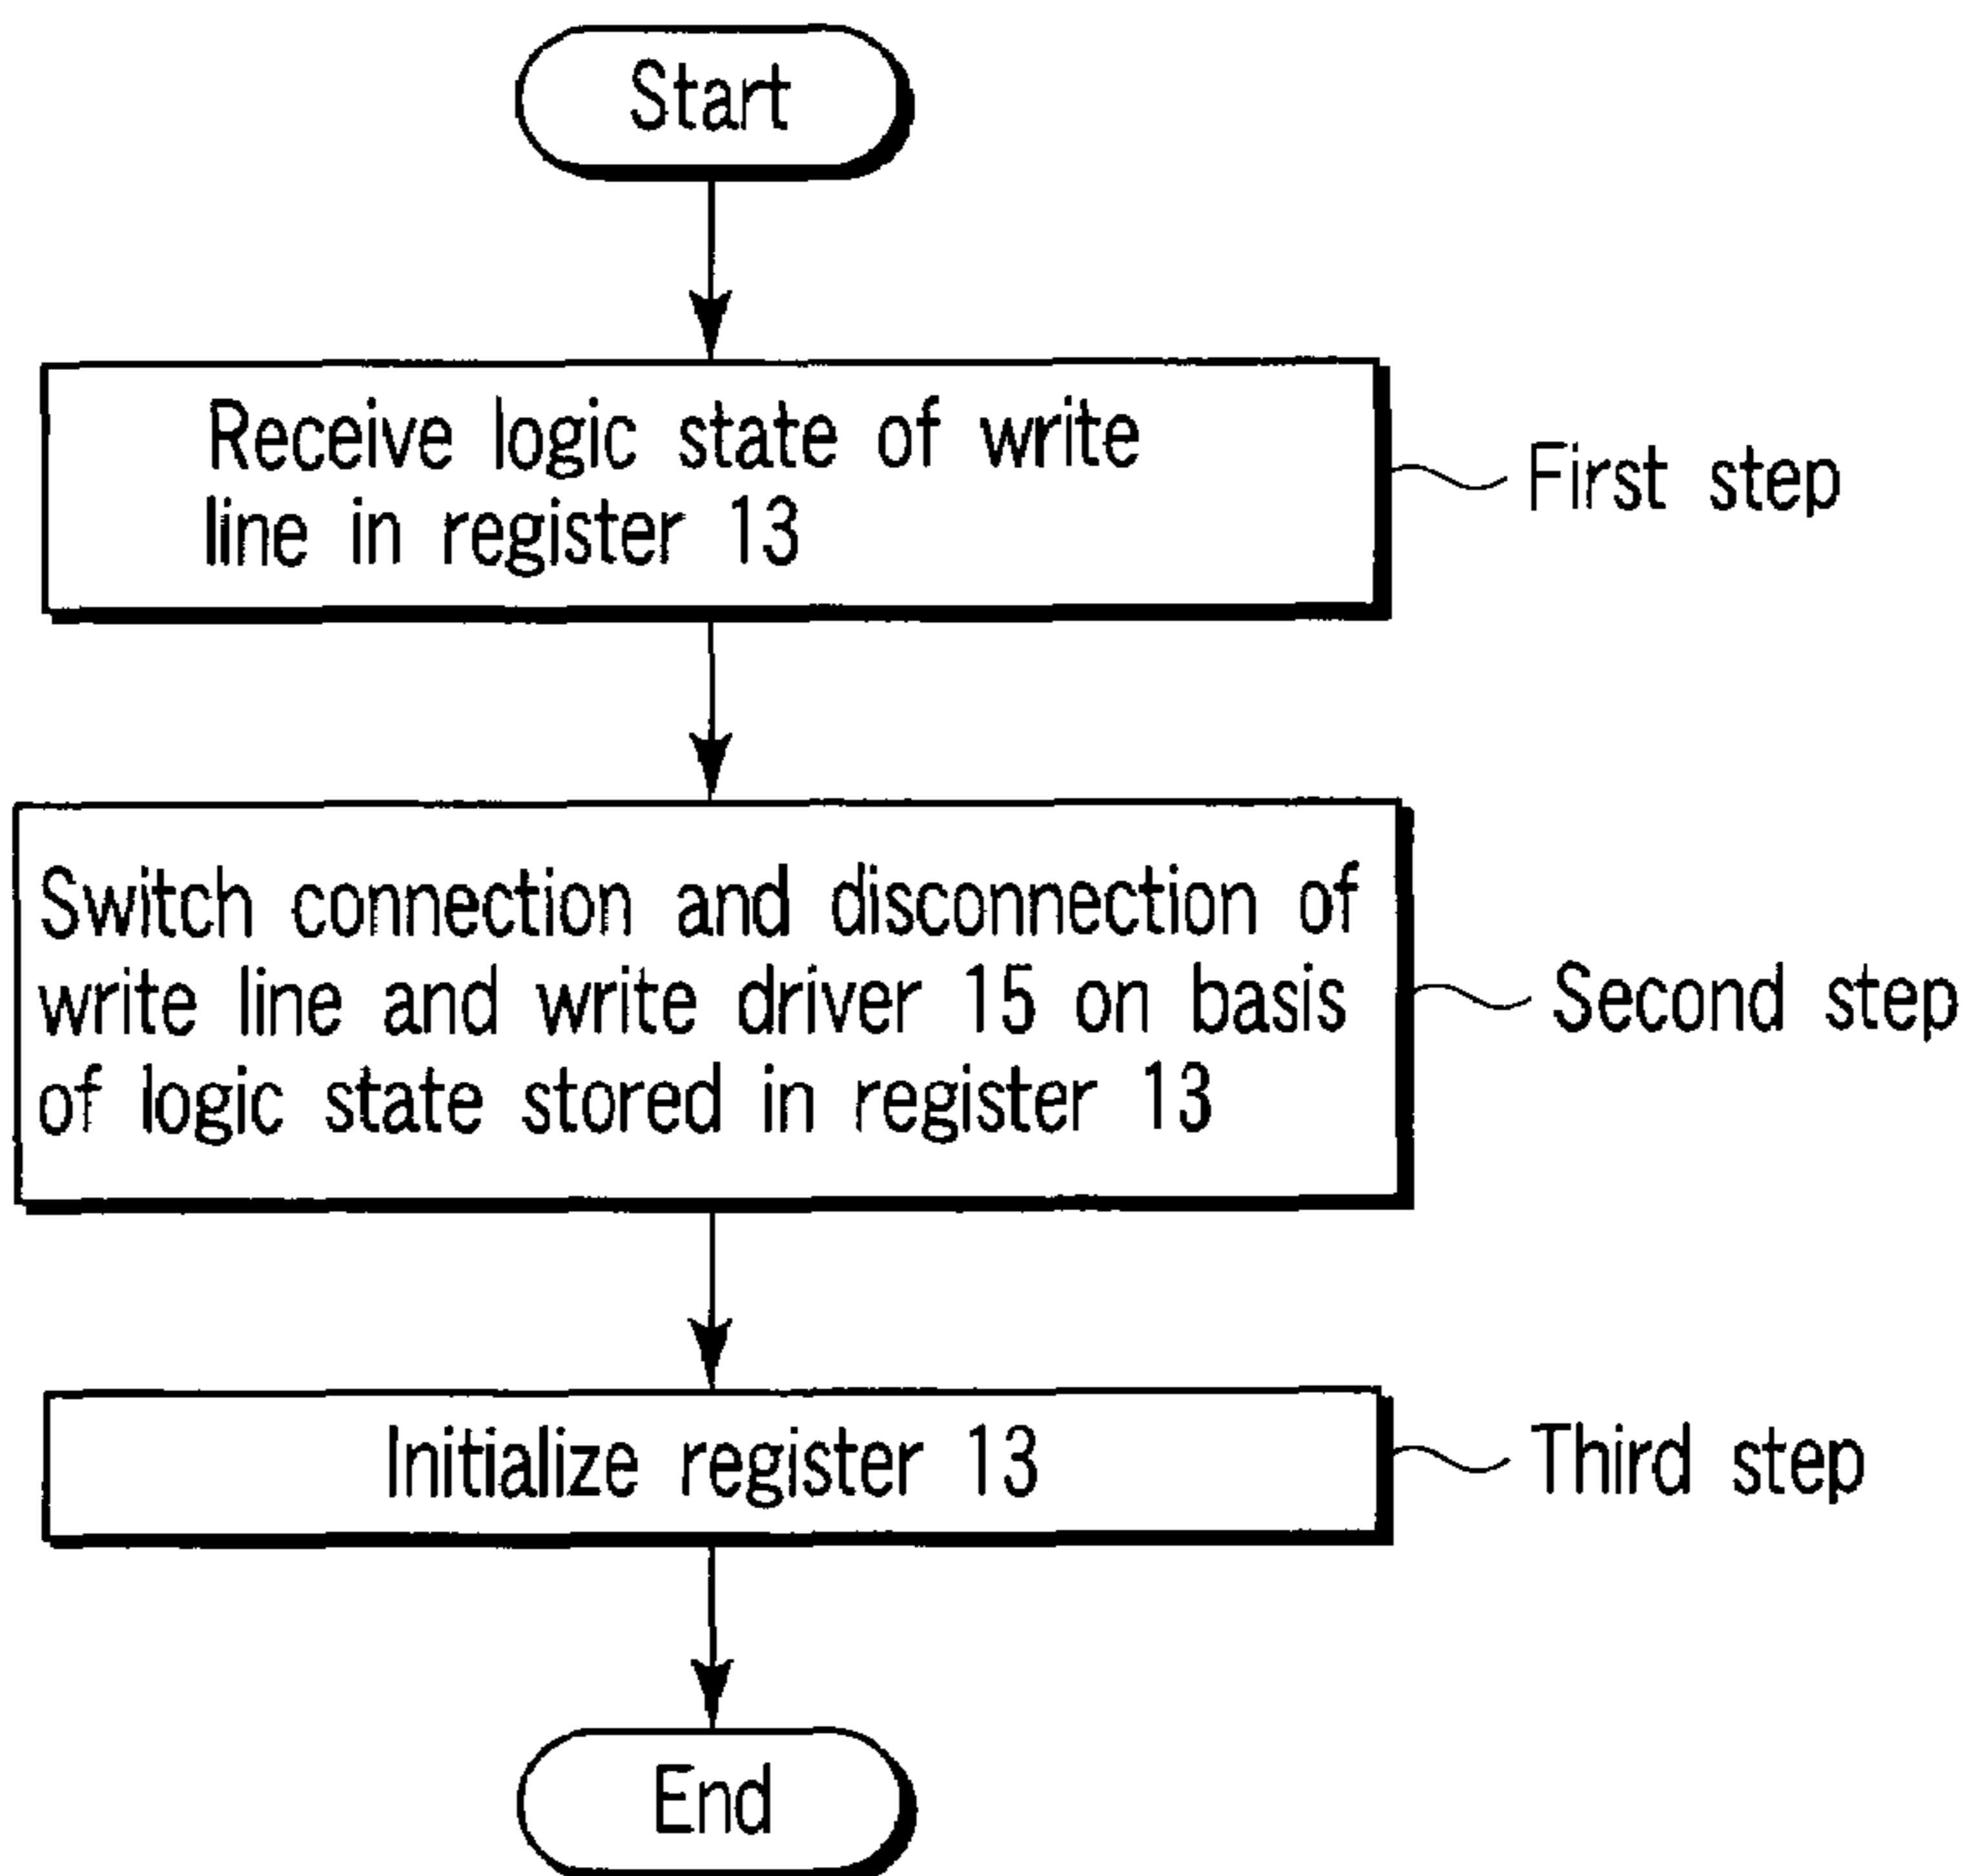 Start
Receive logic state of write
line in register 13
First step
Switch connection and disconnection of
write line and write driver 15 on basis
of logic state stored in register 13
Second step
Initialize register 13
Third step
End